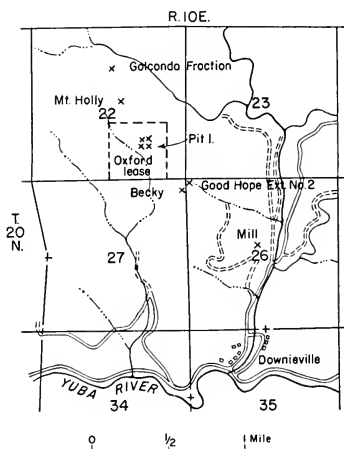 R. 10E.
Golconda Fraction
Mt. Holly
22
23
Pit 1.
Oxford
lease
Becky
Good Hope Ext. No. 2
T.
20
N.
Mill
27
26
Downieville
YUBA RIVER
34
35
0 1/2 1 Mile